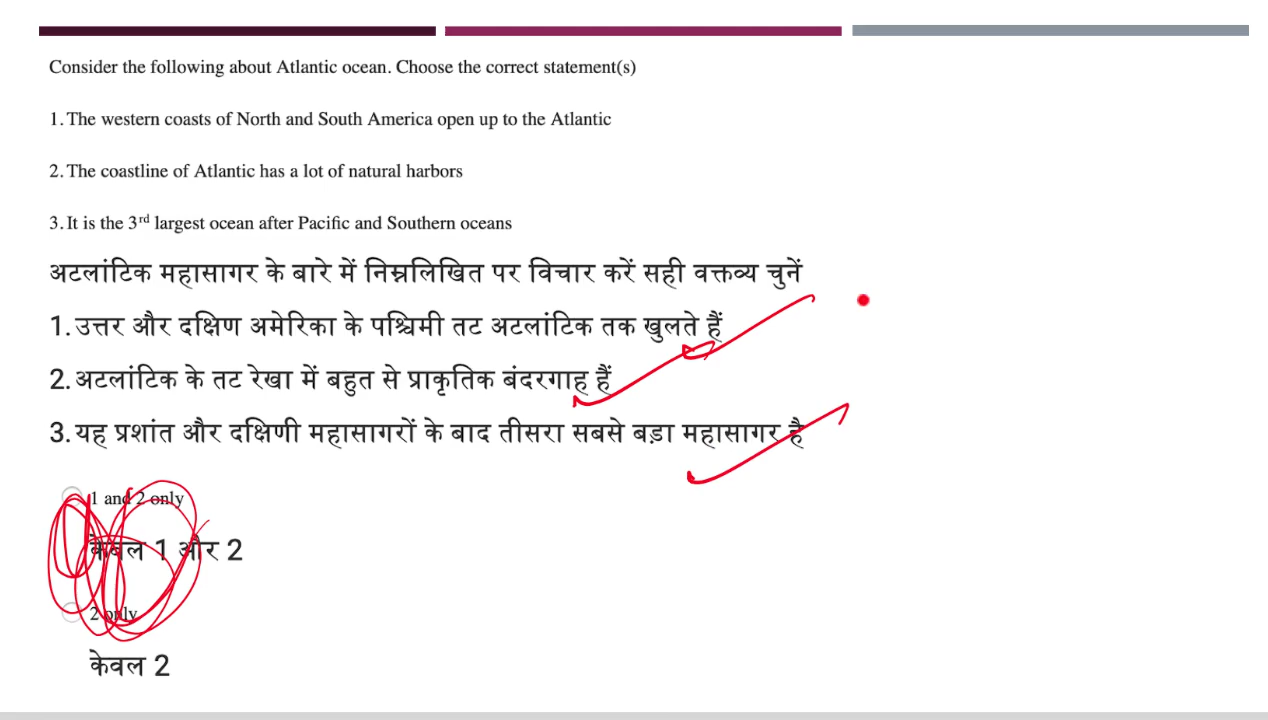 Consider the following about Atlantic ocean. Choose the correct statement(s)
1. The western coasts of North and South America open up to the Atlantic
2. The coastline of Atlantic has a lot of natural harbors
3. It is the 3rd largest ocean after Pacific and Southern oceans
अटलांटिक महासागर के बारे में निम्नलिखित पर विचार करें सही वक्तव्य चुनें
1. उत्तर और दक्षिण अमेरिका के पश्चिमी तट अटलांटिक तक खुलते हैं
2. अटलांटिक के तट रेखा में बहुत से प्राकृतिक बंदरगाह हैं
3. यह प्रशांत और दक्षिणी महासागरों के बाद तीसरा सबसे बड़ा महासागर है
1 and 2 only
केवल 1 और 2
2 only
केवल 2